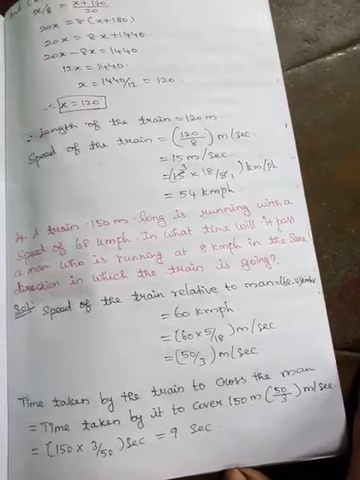 and
x/8 = x+180/20
20x = 8(x+180)
20x = 8x+1440
20x - 8x = 1440
12x = 1440
x = 1440/12 = 120
∴ x = 120
∴ Length of the train = 120m
Speed of the train = (120/8) m/sec
= 15 m/sec
= (15 × 18/5) km/ph
= 54 kmph
4. A train 150 m long is running with a
speed of 68 kmph. In what time will it pass
a man who is running at 8 kmph in the same
direction in which the train is going?
Sol: Speed of the train relative to man = (68-8) kmph
= 60 kmph
= (60 × 5/18) m/sec
= (50/3) m/sec
Time taken by the train to cross the man
= Time taken by it to cover 150 m (50/3) m/sec
= (150 × 3/50) sec = 9 sec.